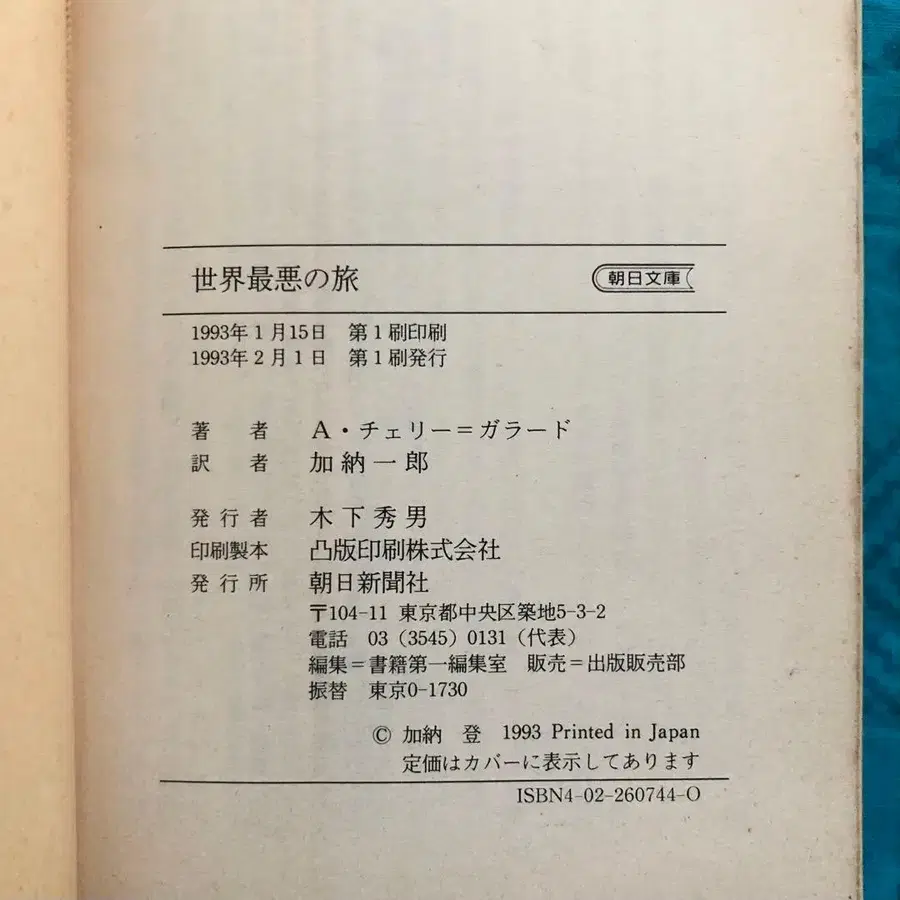 世界最悪の旅
朝日文庫
1993年1月15日 第1刷印刷
1993年2月1日 第1刷発行
著者 A・チェリー=ガラード
訳者 加納一郎
発行者 木下秀男
印刷製本 凸版印刷株式会社
発行所 朝日新聞社
〒104-11 東京都中央区築地5-3-2
電話 03(3545)0131(代表)
編集=書籍第一編集室 販売=出版販売部
振替 東京0-1730
© 加納 登 1993 Printed in Japan
定価はカバーに表示してあります
ISBN4-02-260744-0